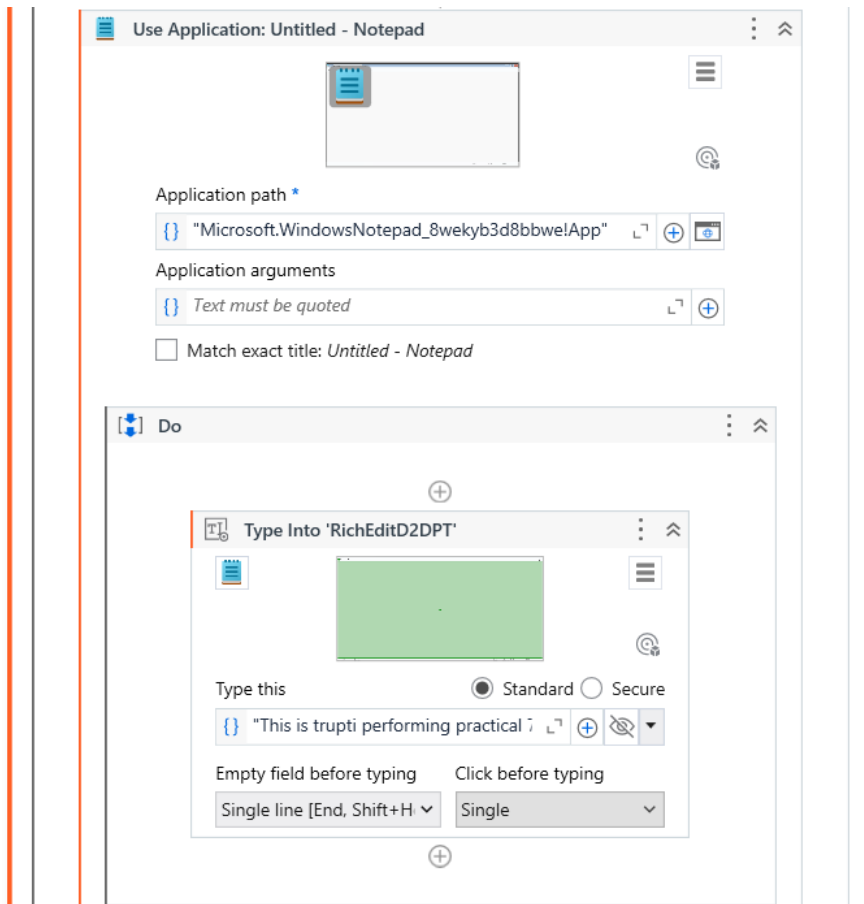 Use Application: Untitled - Notepad
Application path *
{} "Microsoft.WindowsNotepad_8wekyb3d8bbwe!App"
Application arguments
{} Text must be quoted
Match exact title: Untitled - Notepad
Do
Type Into 'RichEditD2DPT'
Type this Standard Secure
{} "This is trupti performing practical
Empty field before typing Click before typing
Single line [End, Shift+H Single